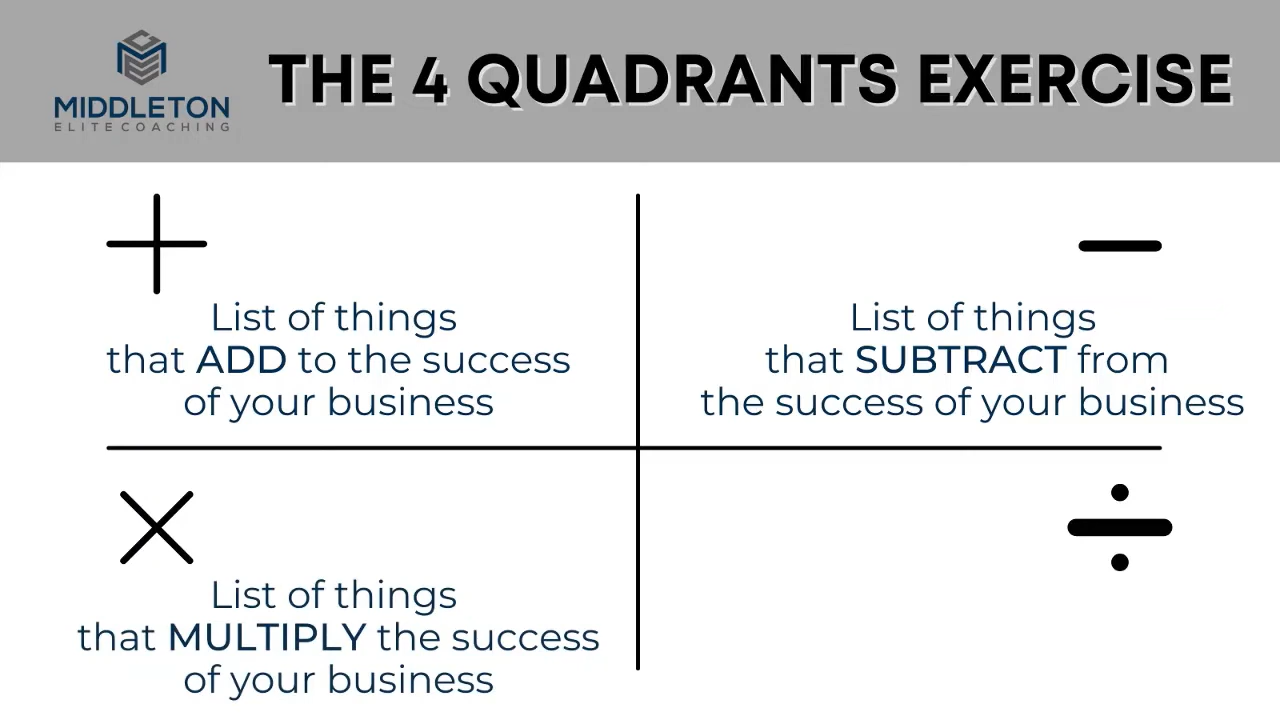 MIDDLETON
ELITE COACHING
THE 4 QUADRANTS EXERCISE
+
List of things
that ADD to the success
of your business
−
List of things
that SUBTRACT from
the success of your business
×
List of things
that MULTIPLY the success
of your business
÷